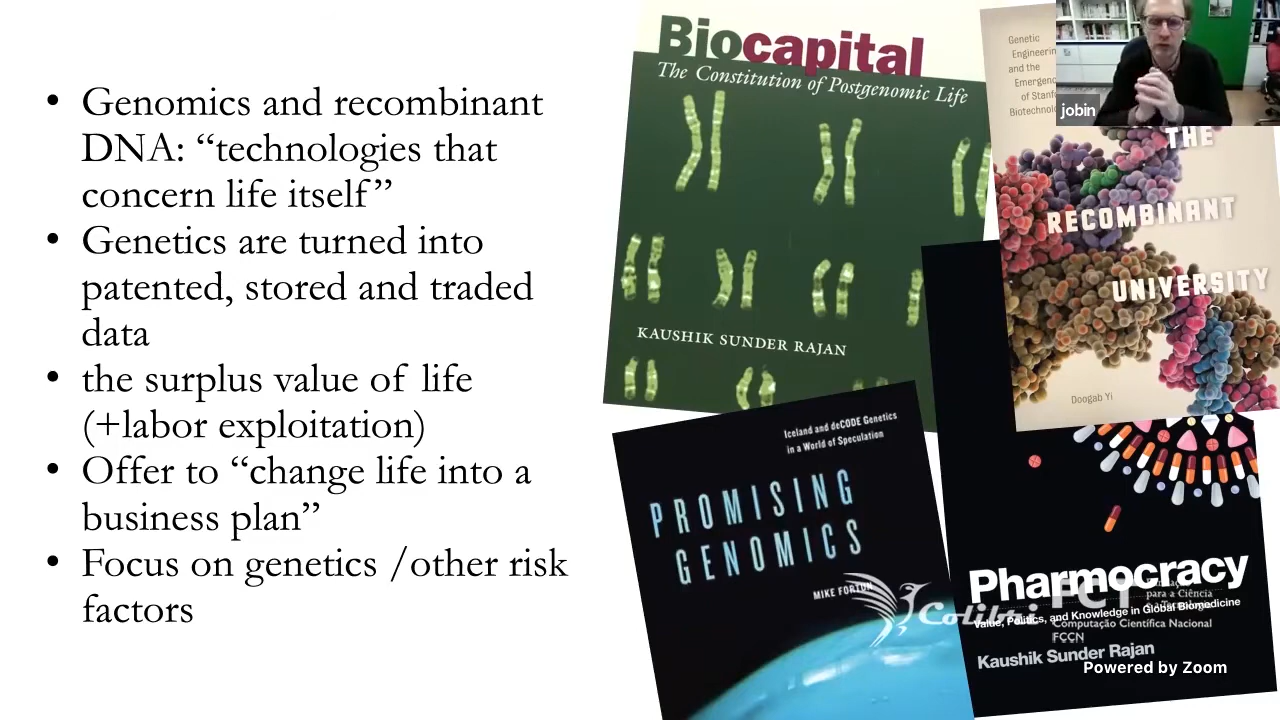 • Genomics and recombinant
DNA: “technologies that
concern life itself”
• Genetics are turned into
patented, stored and traded
data
• the surplus value of life
(+labor exploitation)
• Offer to “change life into a
business plan”
• Focus on genetics /other risk
factors
Biocapital
The Constitution of Postgenomic Life
KAUSHIK SUNDER RAJAN
Genetic
and the
of
jobin
THE
RECOMBINANT
UNIVERSITY
Doogab Yi
Iceland and deCODE Genetics
in a World of Speculation
PROMISING
GENOMICS
MIKE FORTUN
Pharmocracy
Value, Politics, and Knowledge in Global Biomedicine
Kaushik Sunder Rajan
Colibri
FCT
para a Ciência
Computação Científica Nacional
FCCN
Powered by Zoom